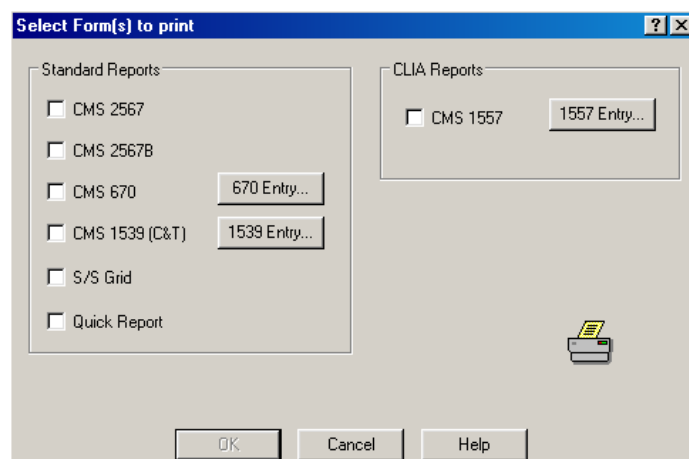 Select Form(s) to print
Standard Reports
CMS 2567
CMS 2567B
CMS 670
670 Entry...
CMS 1539 (C&T)
1539 Entry...
S/S Grid
Quick Report
CLIA Reports
CMS 1557
1557 Entry...
OK
Cancel
Help